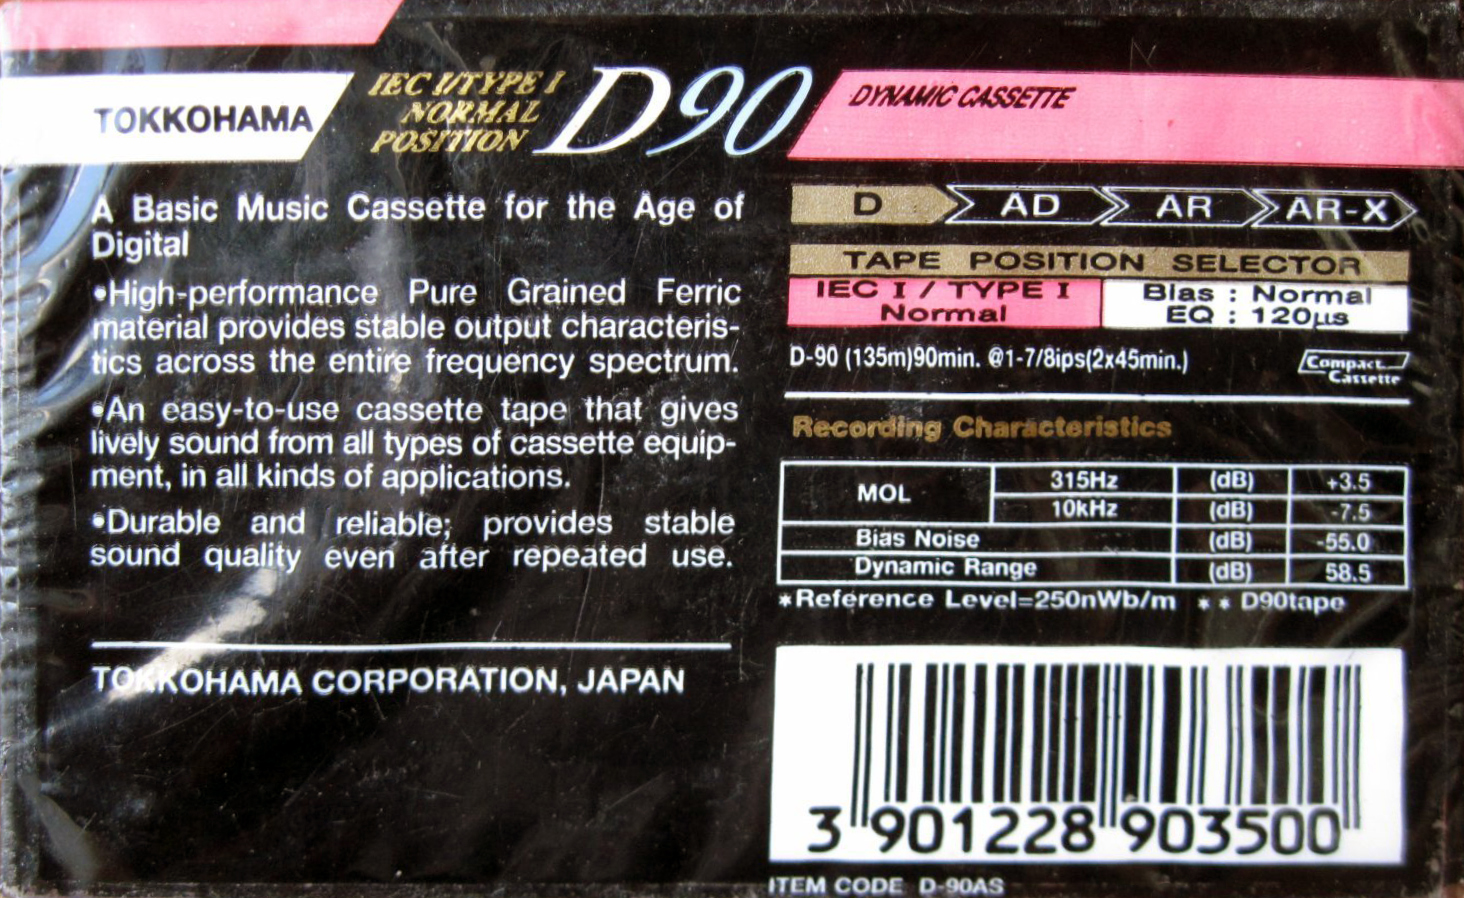 TOKKOHAMA
IEC I/TYPE I
NORMAL
POSITION
D90
DYNAMIC CASSETTE
A Basic Music Cassette for the Age of
Digital
•High-performance Pure Grained Ferric
material provides stable output characteris-
tics across the entire frequency spectrum.
•An easy-to-use cassette tape that gives
lively sound from all types of cassette equip-
ment, in all kinds of applications.
•Durable and reliable; provides stable
sound quality even after repeated use.
TOKKOHAMA CORPORATION, JAPAN
D AD AR AR-X
TAPE POSITION SELECTOR
IEC I / TYPE I
Normal
Bias : Normal
EQ : 120µs
D-90 (135m)90min. @1-7/8ips(2x45min.)
Compact
Cassette
Recording Characteristics
MOL 315Hz (dB) +3.5
10kHz (dB) -7.5
Bias Noise (dB) -55.0
Dynamic Range (dB) 58.5
*Reference Level=250nWb/m ** D90tape
3 901228 903500
ITEM CODE D-90AS